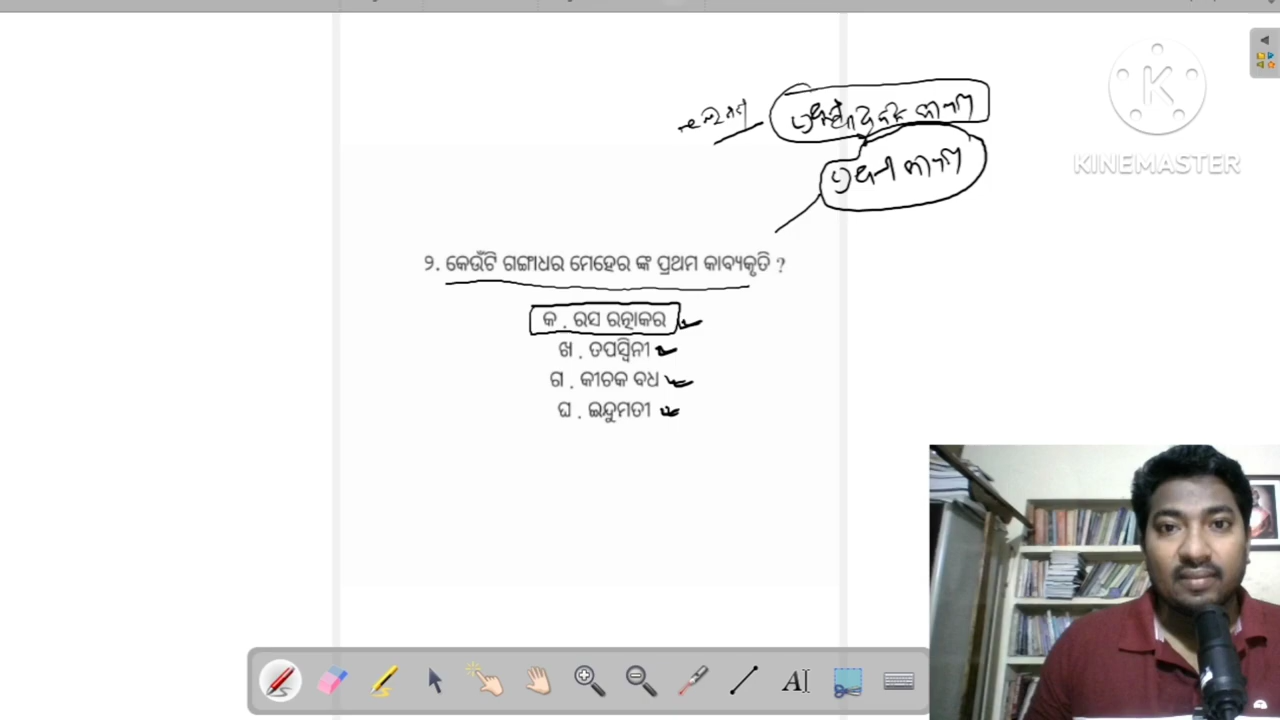 KINEMASTER
୨. କେଉଁଟି ଗଙ୍ଗାଧର ମେହେର ଙ୍କ ପ୍ରଥମ କାବ୍ୟକୃତି ?
କ . ରସ ରତ୍ନାକର
ଖ . ତପସ୍ୱିନୀ
ଗ . କୀଚକ ବଧ
ଘ . ଇନ୍ଦୁମତୀ